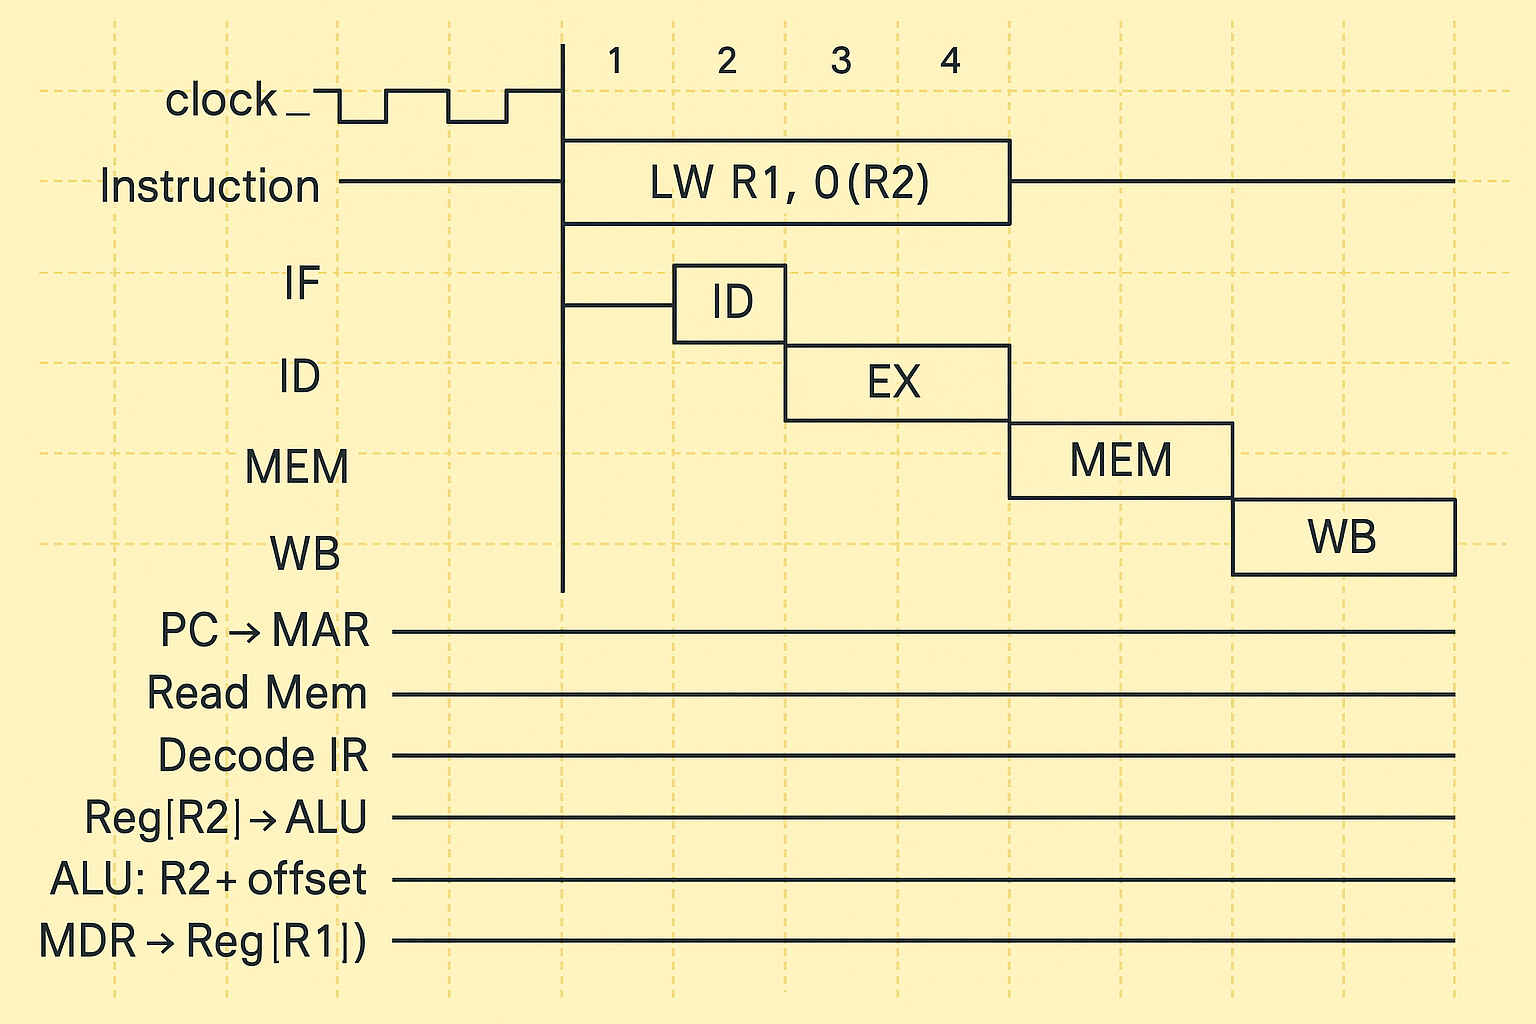 1 2 3 4
clock
Instruction LW R1, 0(R2)
IF ID
ID EX
MEM MEM
WB WB
PC → MAR
Read Mem
Decode IR
Reg[R2] → ALU
ALU: R2+ offset
MDR → Reg[R1])